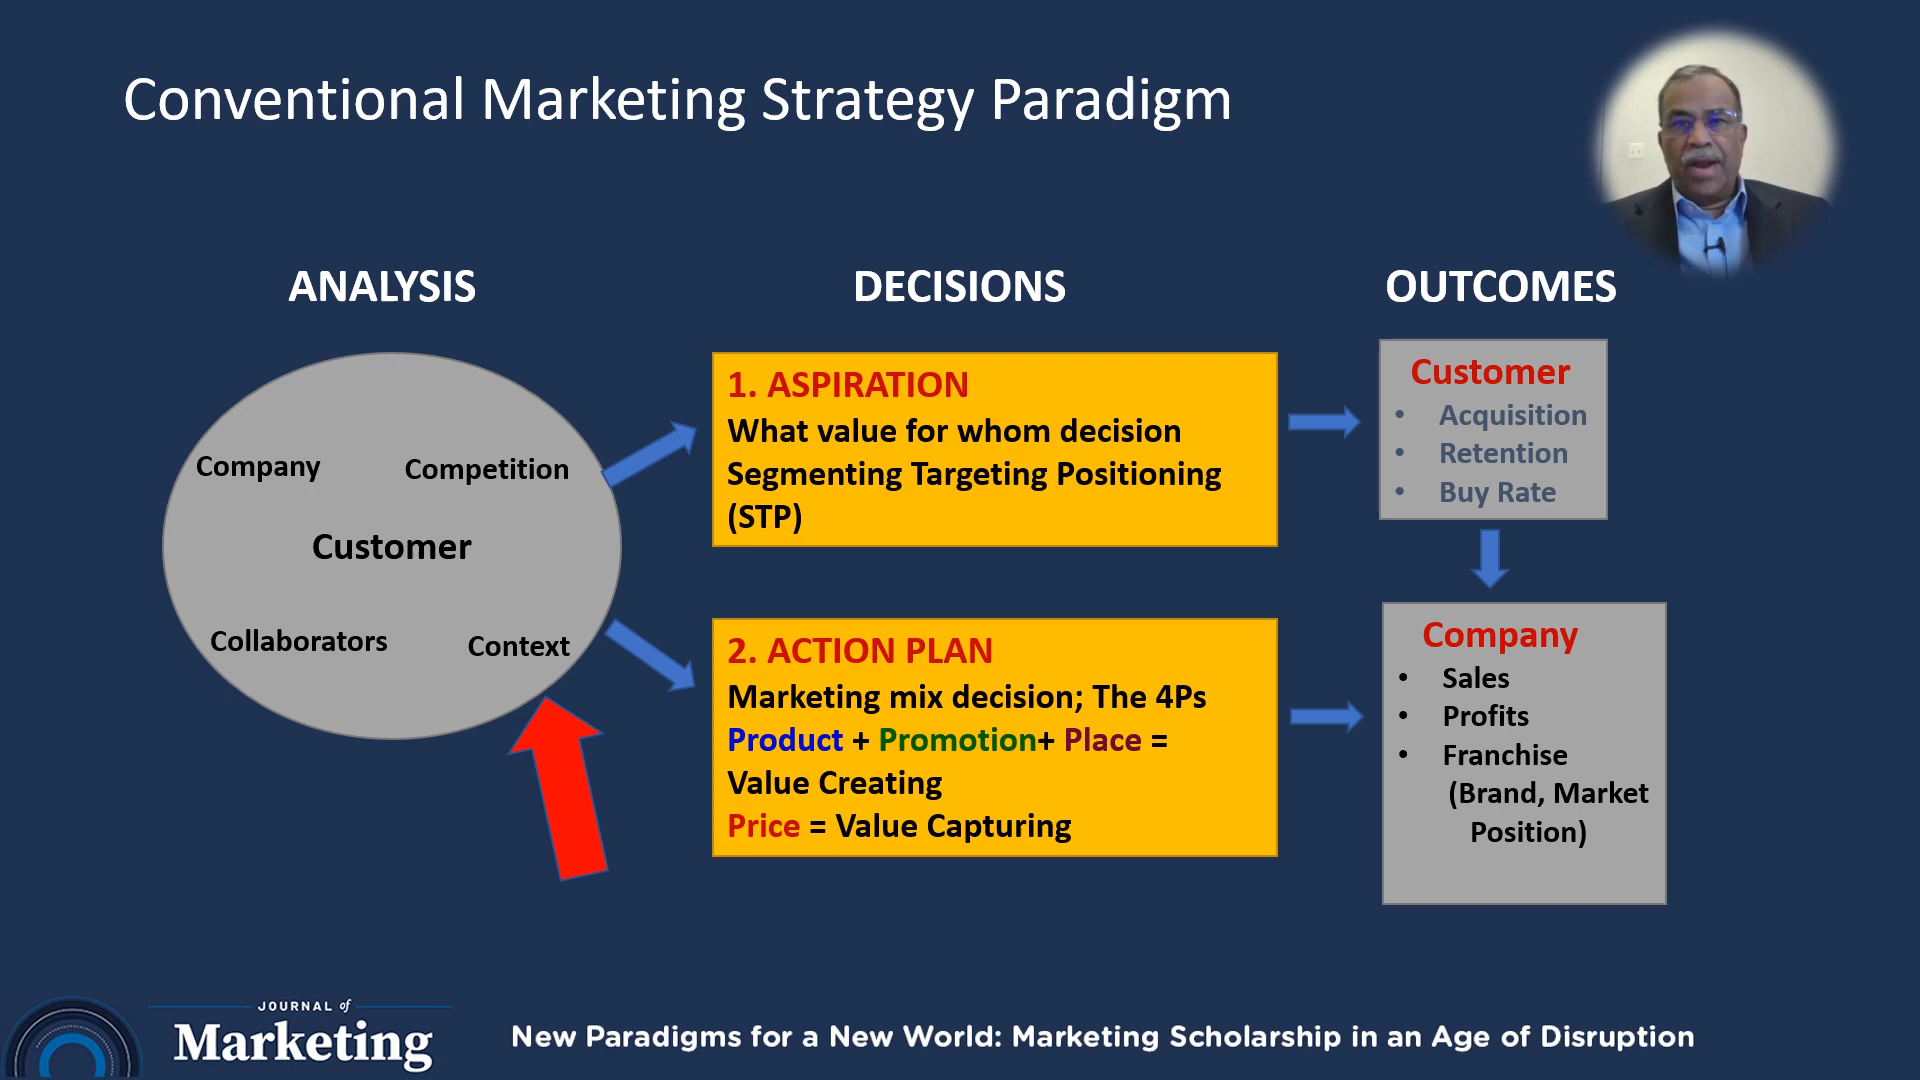 Conventional Marketing Strategy Paradigm
ANALYSIS
DECISIONS
OUTCOMES
Company
Competition
Customer
Collaborators
Context
1. ASPIRATION
What value for whom decision
Segmenting Targeting Positioning
(STP)
2. ACTION PLAN
Marketing mix decision; The 4Ps
Product + Promotion+ Place =
Value Creating
Price = Value Capturing
Customer
• Acquisition
• Retention
• Buy Rate
Company
• Sales
• Profits
• Franchise
(Brand, Market
Position)
JOURNAL of
Marketing
New Paradigms for a New World: Marketing Scholarship in an Age of Disruption